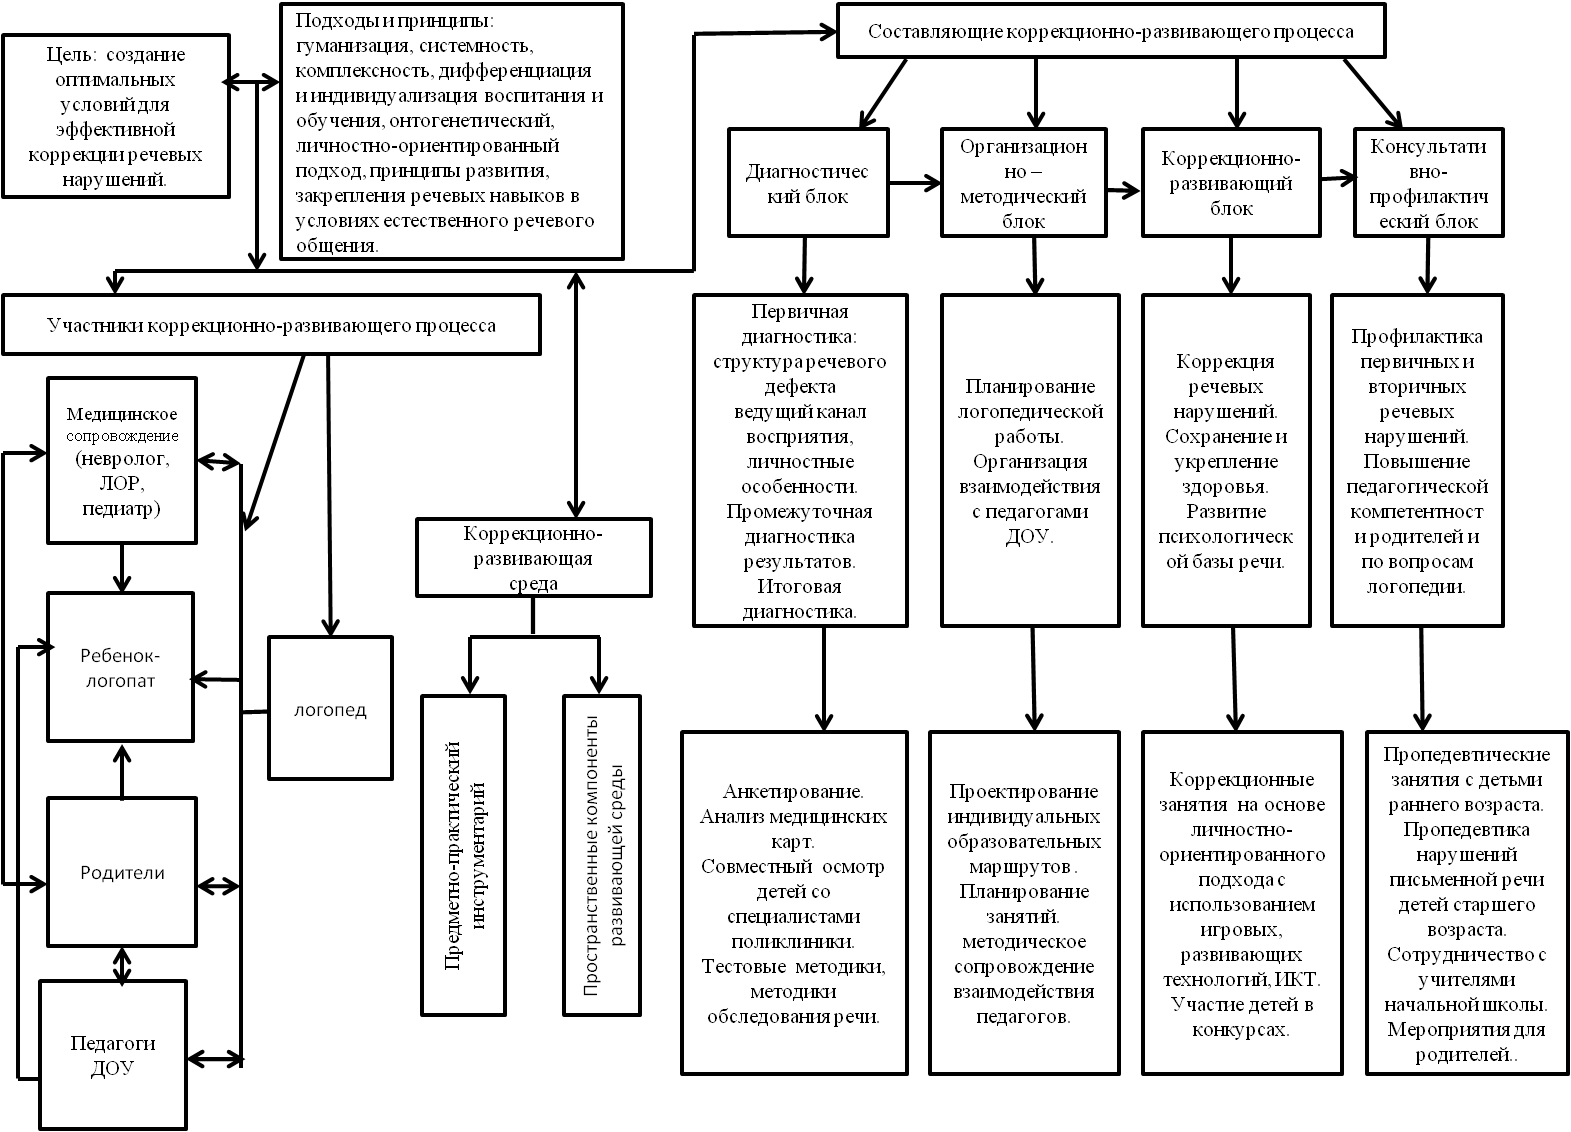 Цель:  создание
оптимальных
условий для
эффективной
коррекции речевых
нарушений.
Подходы и принципы:
гуманизация, системность,
комплексность, дифференциация
и индивидуализация воспитания и
обучения, онтогенетический,
личностно-ориентированный
подход, принципы развития,
закрепления речевых навыков в
условиях естественного речевого
общения.
Составляющие коррекционно-развивающего процесса
Диагностичес
кий блок
Организацион
но –
методический
блок
Коррекционно-
развивающий
блок
Консультати
вно-
профилактич
еский блок
Участники коррекционно-развивающего процесса
Медицинское
сопровождение
(невролог,
ЛОР,
педиатр)
Ребенок-
логопат
логопед
Родители
Педагоги
ДОУ
Коррекционно-
развивающая
среда
Предметно-практический
инструментарий
Пространственные компоненты
развивающей среды
Первичная
диагностика:
структура речевого
дефекта
ведущий канал
восприятия,
личностные
особенности.
Промежуточная
диагностика
результатов.
Итоговая
диагностика.
Планирование
логопедической
работы.
Организация
взаимодействия
с педагогами
ДОУ.
Коррекция
речевых
нарушений.
Сохранение и
укрепление
здоровья.
Развитие
психологическ
ой базы речи.
Профилактика
первичных и
вторичных
речевых
нарушений.
Повышение
педагогической
компетентност
и родителей и
по вопросам
логопедии.
Анкетирование.
Анализ медицинских
карт.
Совместный  осмотр
детей со
специалистами
поликлиники.
Тестовые  методики,
методики
обследования речи.
Проектирование
индивидуальных
образовательных
маршрутов .
Планирование
занятий.
методическое
сопровождение
взаимодействия
педагогов.
Коррекционные
занятия  на основе
личностно-
ориентированного
подхода с
использованием
игровых,
развивающих
технологий, ИКТ.
Участие детей в
конкурсах.
Пропедевтические
занятия с детьми
раннего возраста.
Пропедевтика
нарушений
письменной речи
детей старшего
возраста.
Сотрудничество с
учителями
начальной школы.
Мероприятия для
родителей..